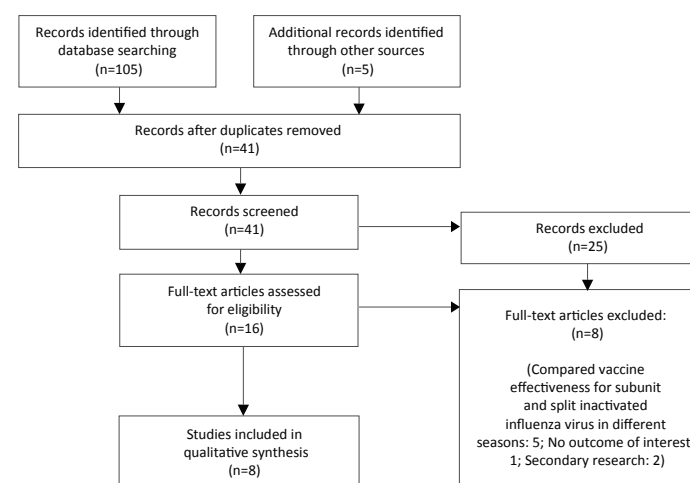 Records identified through
database searching
(n=105)
Additional records identified
through other sources
(n=5)
Records after duplicates removed
(n=41)
Records screened
(n=41)
Records excluded
(n=25)
Full-text articles assessed
for eligibility
(n=16)
Full-text articles excluded:
(n=8)
(Compared vaccine
effectiveness for subunit
and split inactivated
influenza virus in different
seasons: 5; No outcome of interest
1; Secondary research: 2)
Studies included in
qualitative synthesis
(n=8)